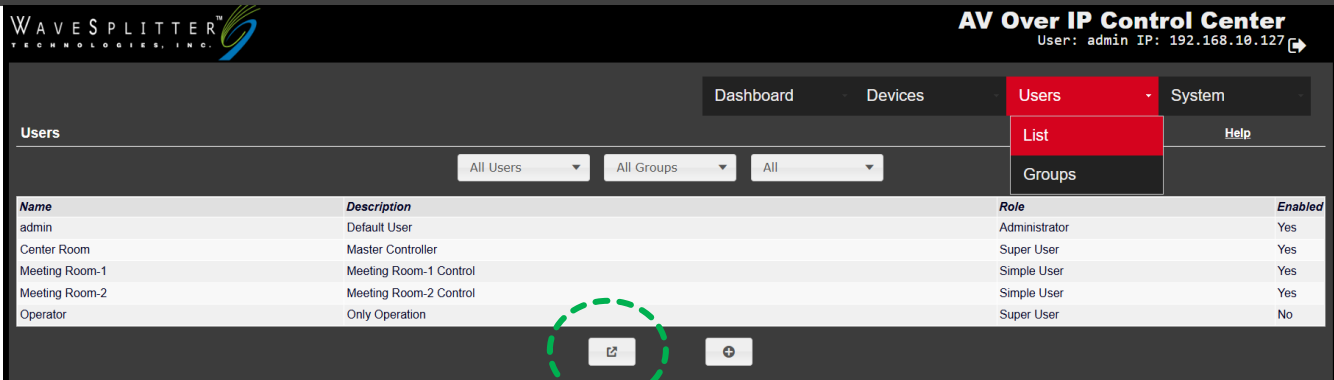 WAVESPLITTER™
TECHNOLOGIES, INC.
AV Over IP Control Center
User: admin IP: 192.168.10.127
Dashboard Devices Users System
Users List Help
All Users All Groups All Groups
Name Description Role Enabled
admin Default User Administrator Yes
Center Room Master Controller Super User Yes
Meeting Room-1 Meeting Room-1 Control Simple User Yes
Meeting Room-2 Meeting Room-2 Control Simple User Yes
Operator Only Operation Super User No